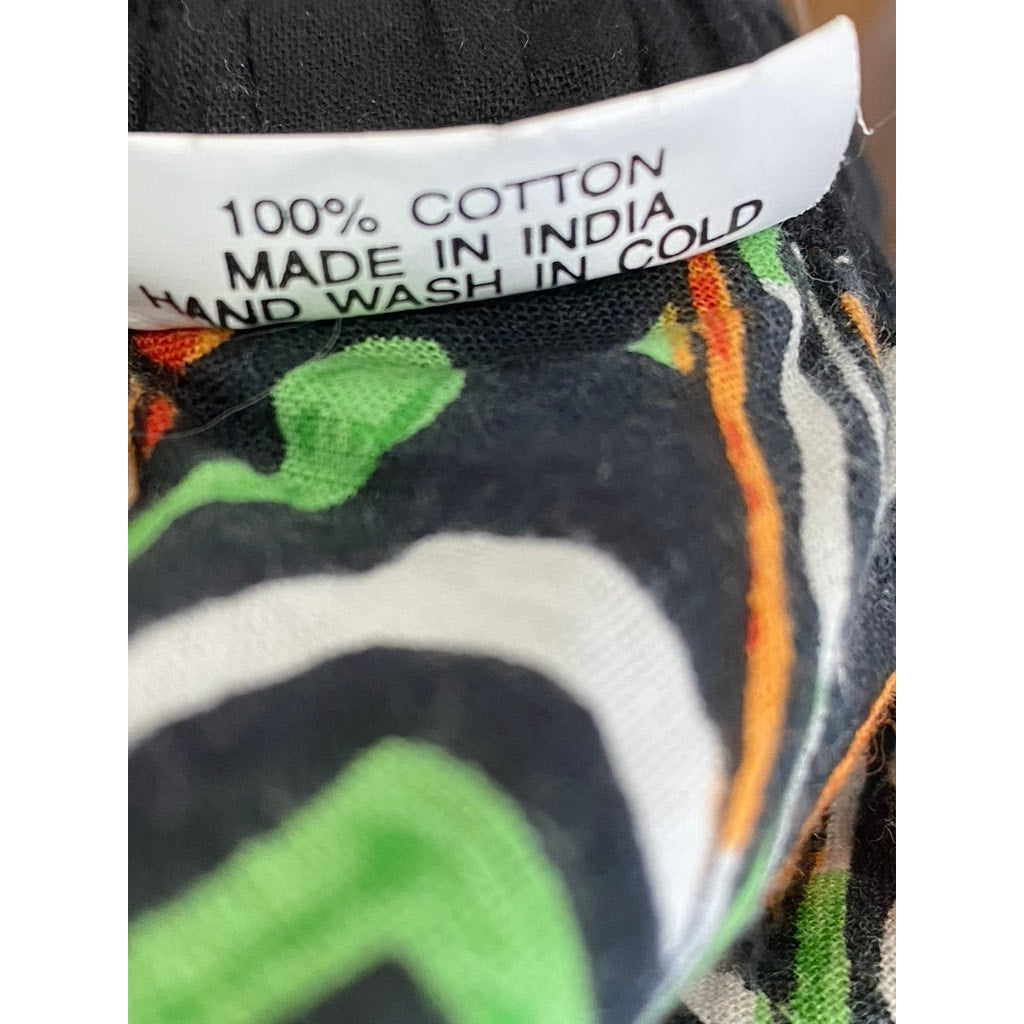 100% COTTON
MADE IN INDIA
HAND WASH IN COLD